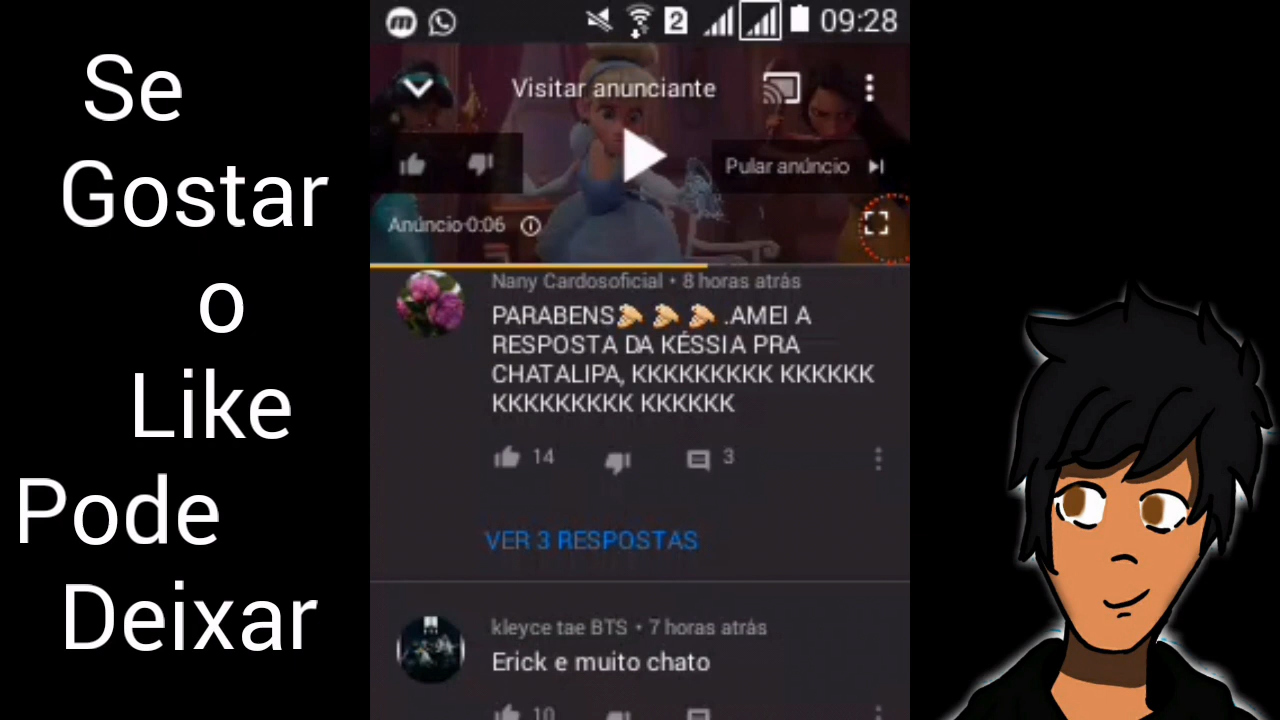 Se
Gostar
o
Like
Pode
Deixar
2 09:28
Visitar anunciante
Pular anúncio
Anúncio·0:06
Nany Cardosoficial • 8 horas atrás
PARABENS .AMEI A
RESPOSTA DA KÉSSIA PRA
CHATALIPA, KKKKKKKKK KKKKKK
KKKKKKKKK KKKKKK
14 3
VER 3 RESPOSTAS
kleyce tae BTS • 7 horas atrás
Erick e muito chato
10